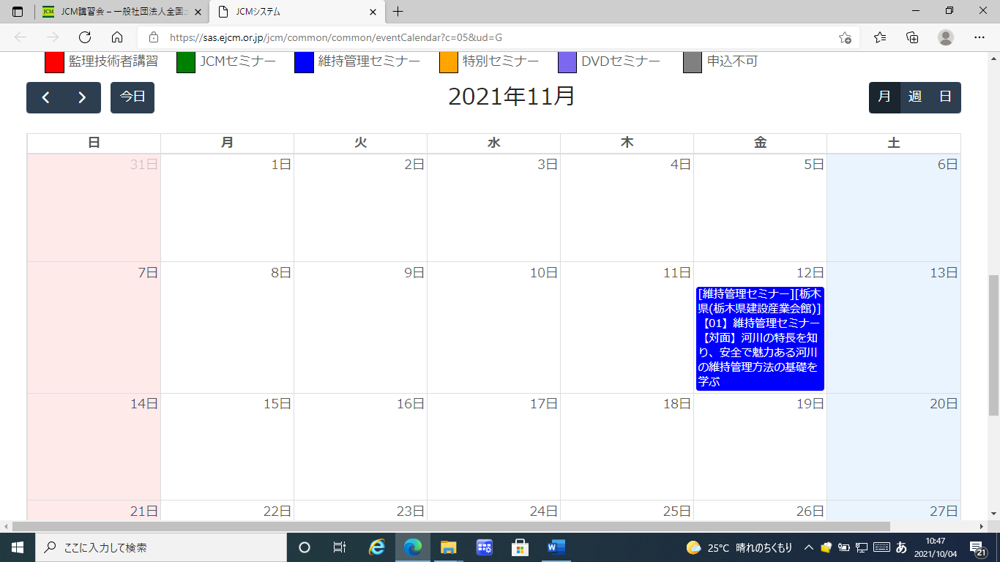 JCM講習会 – 一般社団法人全国土
JCMシステム
https://sas.ejcm.or.jp/jcm/common/common/eventCalendar?c=05&ud=G
監理技術者講習 JCMセミナー 維持管理セミナー 特別セミナー DVDセミナー 申込不可
今日 2021年11月 月 週 日
日 月 火 水 木 金 土
31日 1日 2日 3日 4日 5日 6日
7日 8日 9日 10日 11日 12日 13日
[維持管理セミナー][栃木
県(栃木県建設産業会館)]
【01】維持管理セミナー
【対面】河川の特長を知
り、安全で魅力ある河川
の維持管理方法の基礎を
学ぶ
14日 15日 16日 17日 18日 19日 20日
21日 22日 23日 24日 25日 26日 27日
ここに入力して検索
25°C 晴れのちくもり あ
10:47
2021/10/04
21